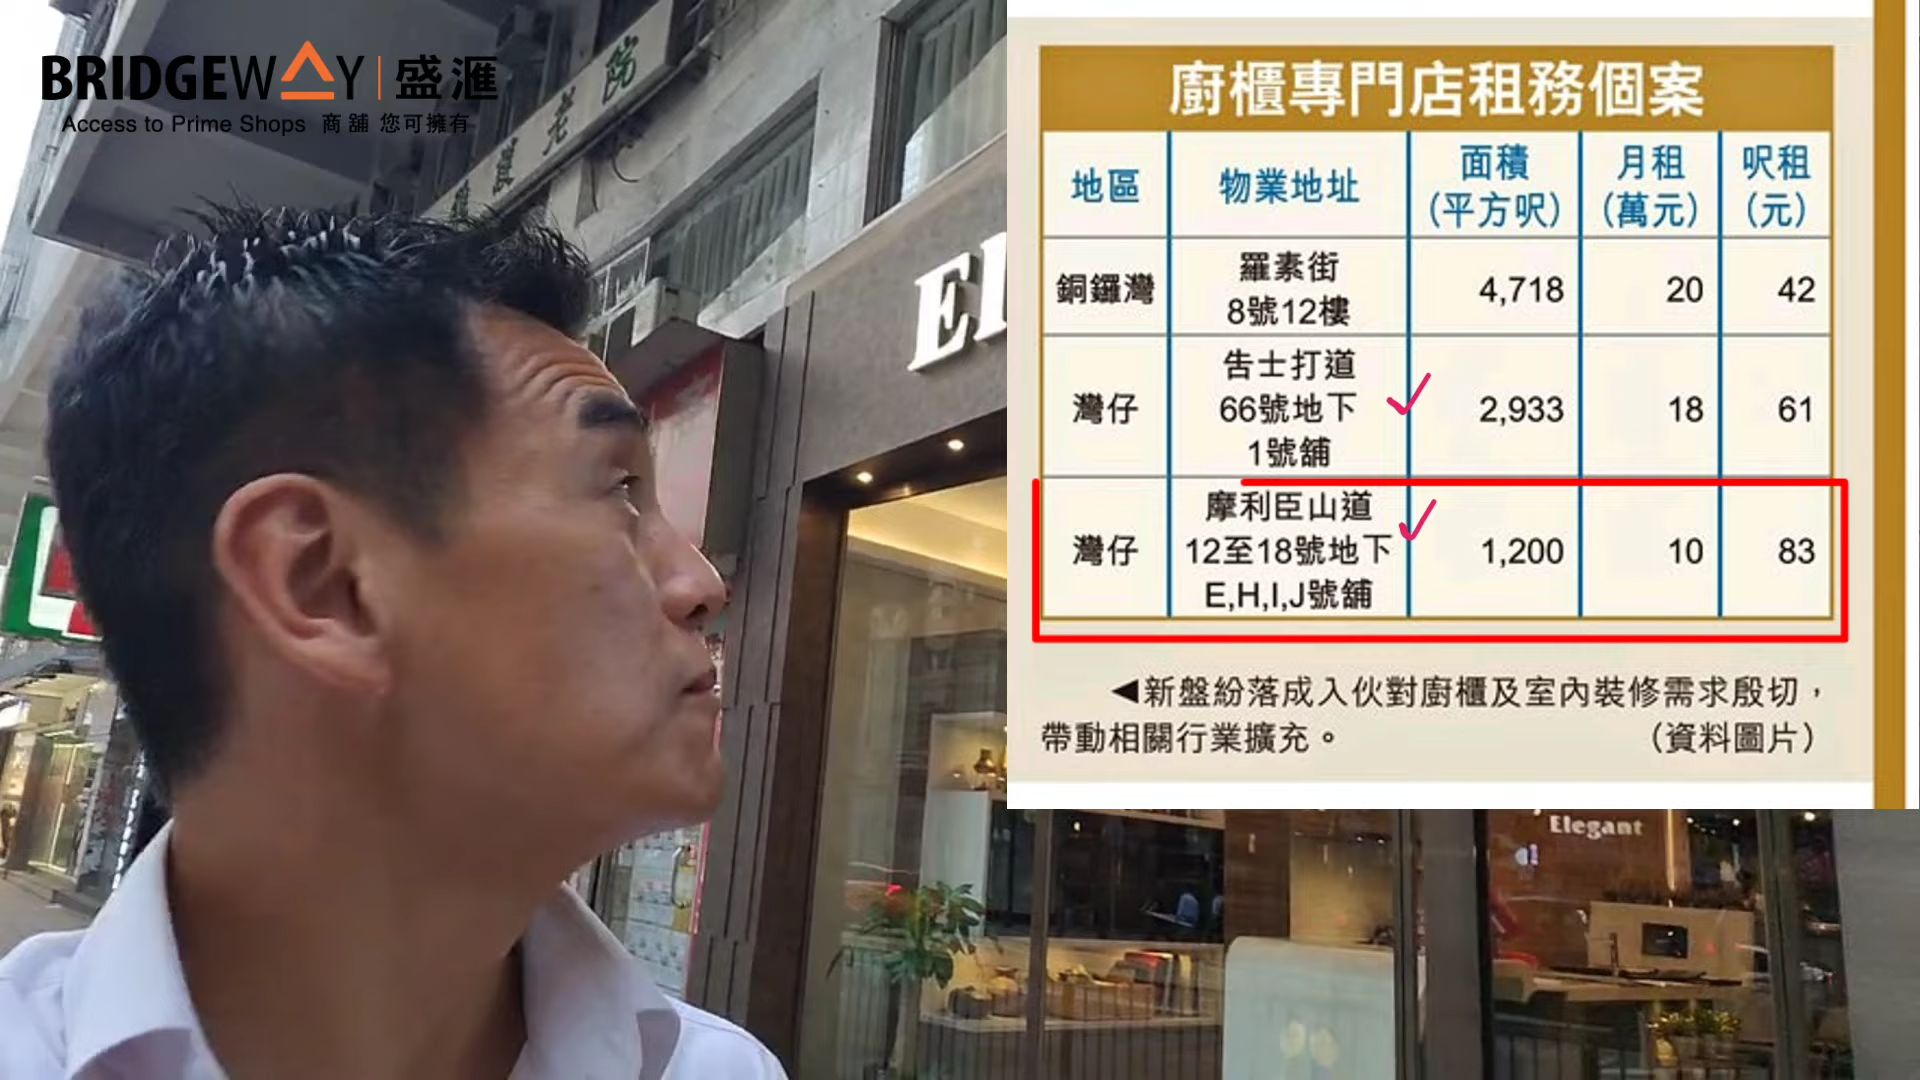 BRIDGEWAY 盛滙
Access to Prime Shops 商舖 您可擁有
護老院
El
廚櫃專門店租務個案
地區 物業地址 面積 (平方呎) 月租 (萬元) 呎租 (元)
銅鑼灣 羅素街 8號12樓 4,718 20 42
灣仔 告士打道 66號地下 1號舖 2,933 18 61
灣仔 摩利臣山道 12至18號地下 E,H,I,J號舖 1,200 10 83
◀新盤紛落成入伙對廚櫃及室內裝修需求殷切，
帶動相關行業擴充。 （資料圖片）
Elegant